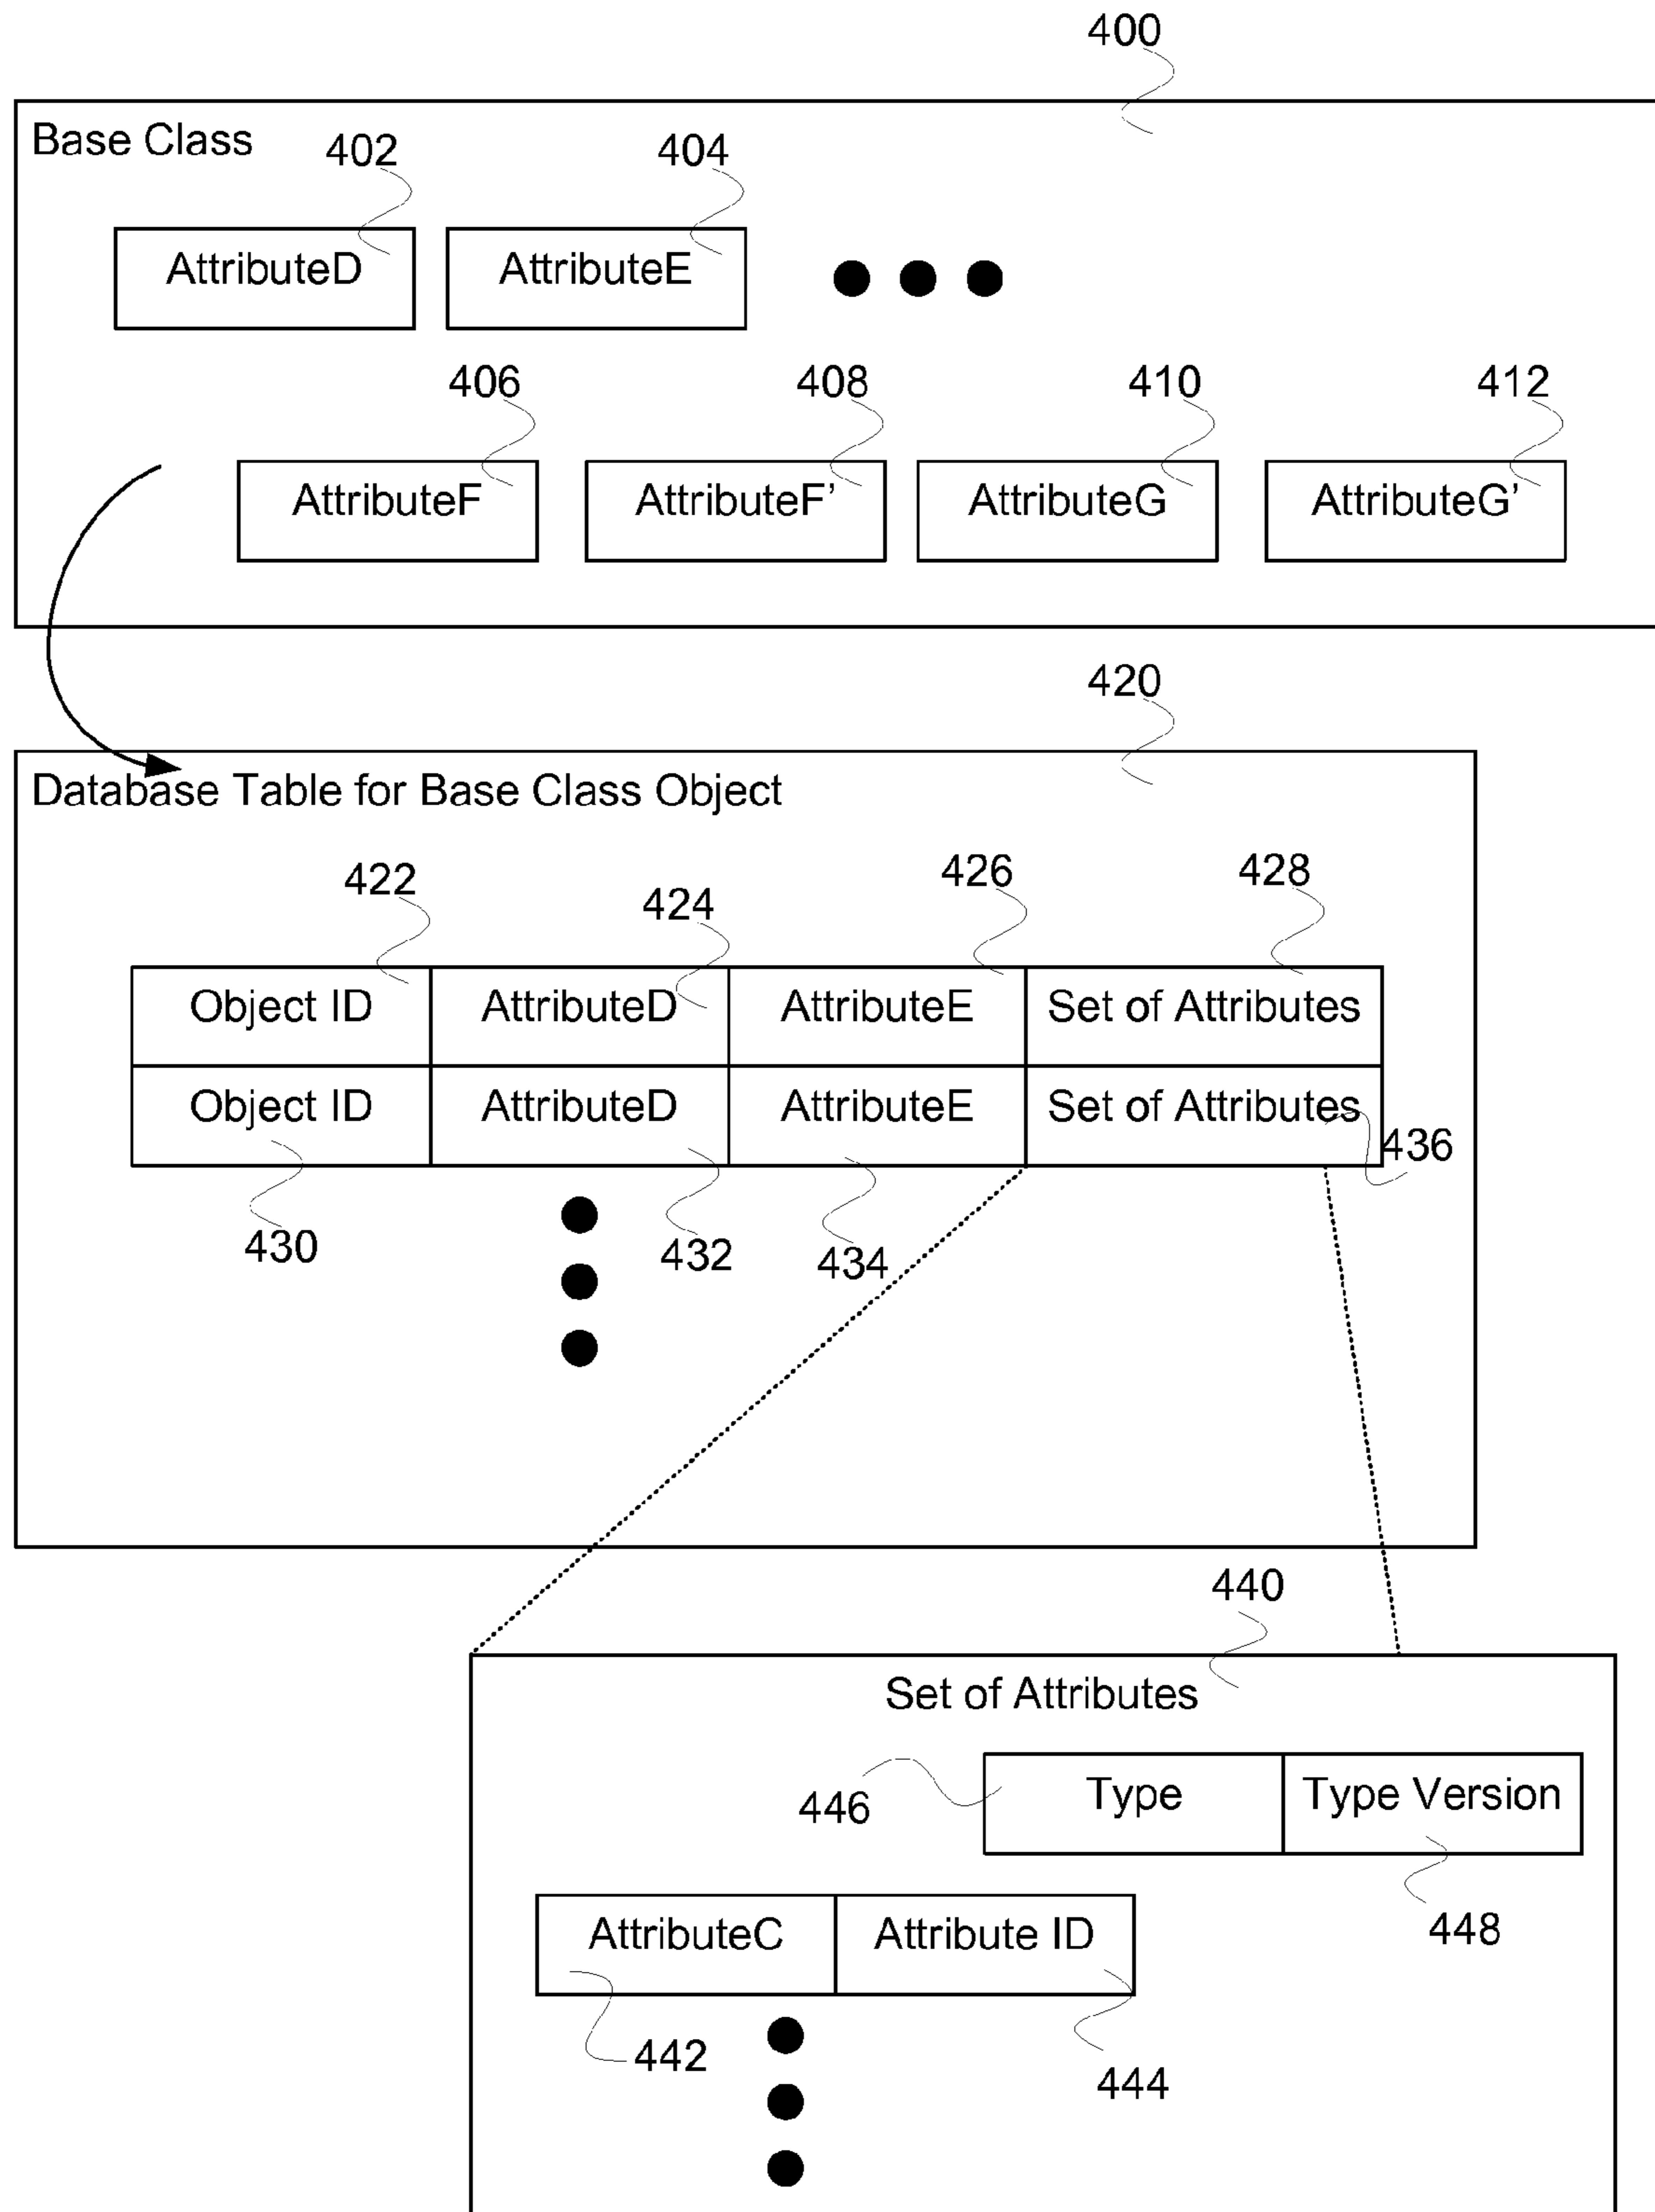 400
Base Class
402
404
AttributeD
AttributeE
406
408
410
412
AttributeF
AttributeF’
AttributeG
AttributeG’
420
Database Table for Base Class Object
422
424
426
428
Object ID
AttributeD
AttributeE
Set of Attributes
Object ID
AttributeD
AttributeE
Set of Attributes
436
430
432
434
440
Set of Attributes
446
Type
Type Version
448
AttributeC
Attribute ID
442
444